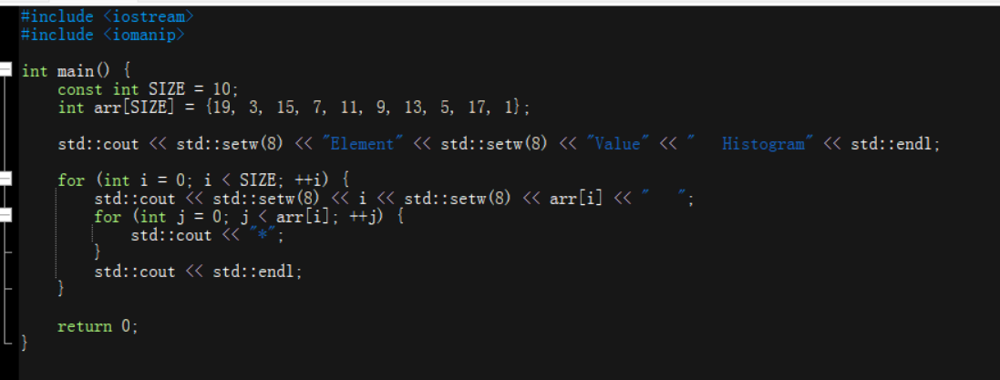 #include <iostream>
#include <iomanip>
int main() {
    const int SIZE = 10;
    int arr[SIZE] = {19, 3, 15, 7, 11, 9, 13, 5, 17, 1};
    std::cout << std::setw(8) << "Element" << std::setw(8) << "Value" << "   Histogram" << std::endl;
    for (int i = 0; i < SIZE; ++i) {
        std::cout << std::setw(8) << i << std::setw(8) << arr[i] << "   ";
        for (int j = 0; j < arr[i]; ++j) {
            std::cout << "*";
        }
        std::cout << std::endl;
    }
    return 0;
}